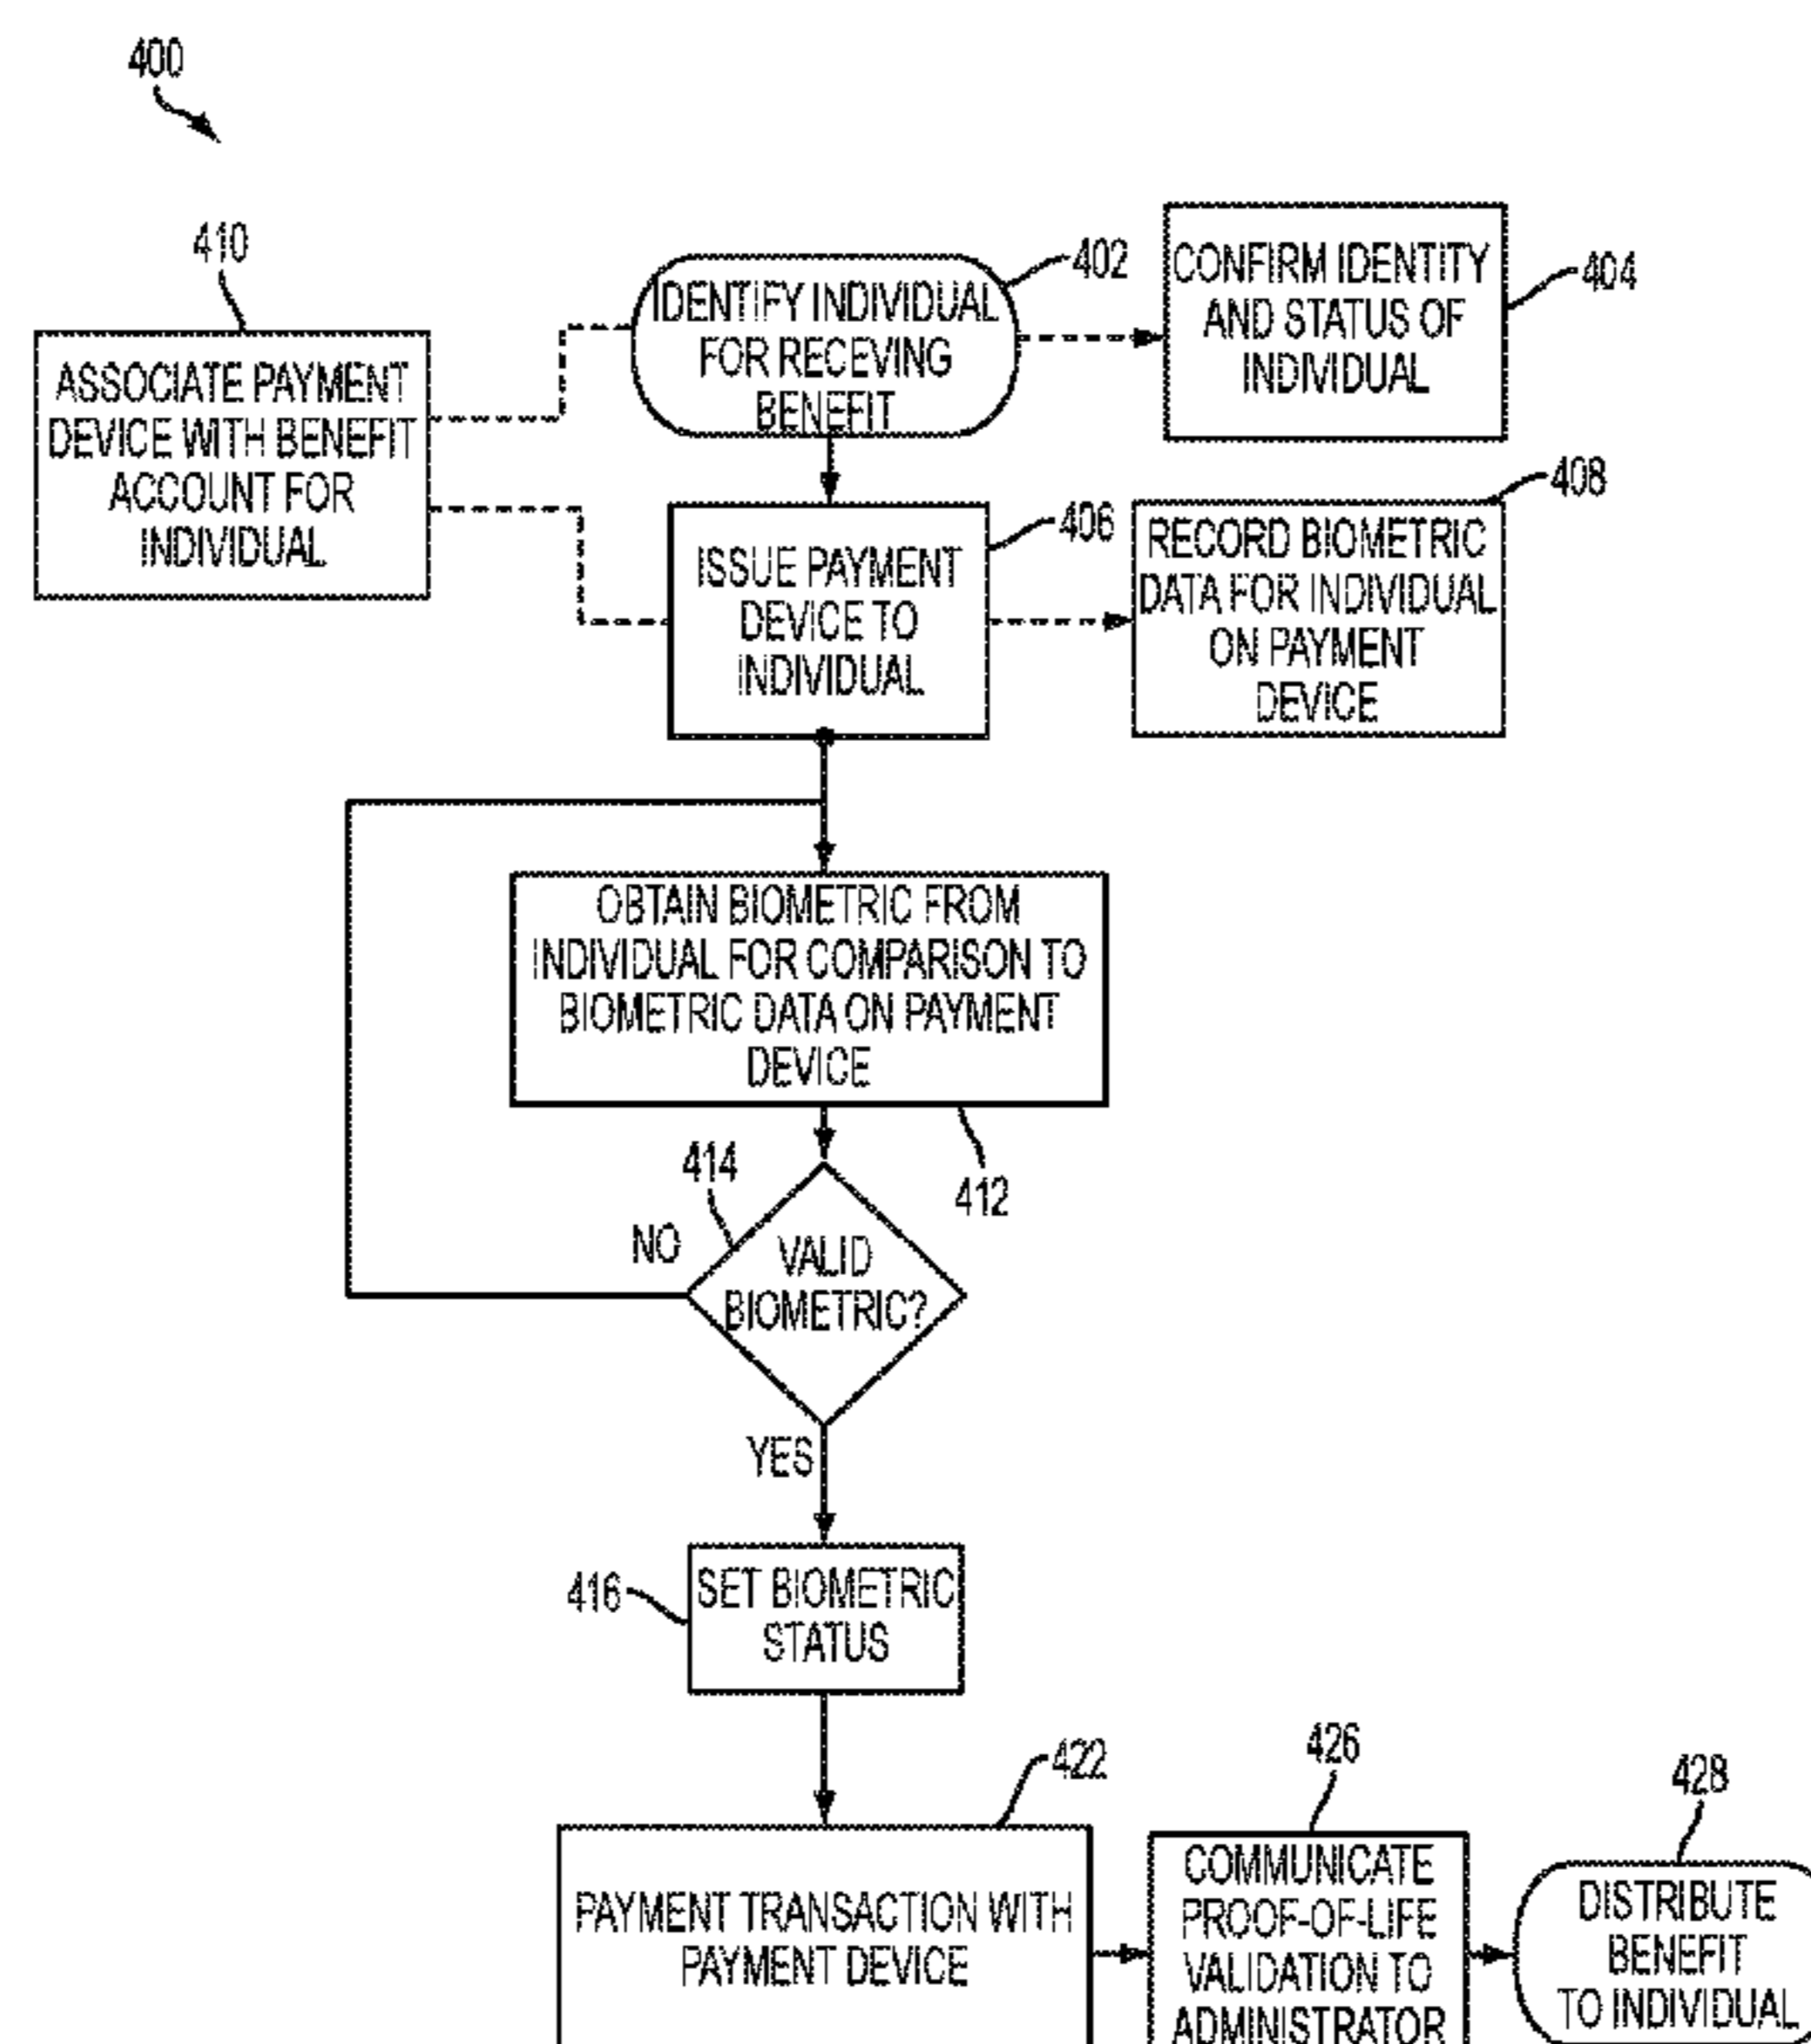 400
410
402
404
IDENTIFY INDIVIDUAL
FOR RECEVING
BENEFIT
CONFIRM IDENTITY
AND STATUS OF
INDIVIDUAL
ASSOCIATE PAYMENT
DEVICE WITH BENEFIT
ACCOUNT FOR
INDIVIDUAL
406
408
ISSUE PAYMENT
DEVICE TO
INDIVIDUAL
RECORD BIOMETRIC
DATA FOR INDIVIDUAL
ON PAYMENT
DEVICE
OBTAIN BIOMETRIC FROM
INDIVIDUAL FOR COMPARISON TO
BIOMETRIC DATA ON PAYMENT
DEVICE
412
414
NO
VALID
BIOMETRIC?
YES
416
SET BIOMETRIC
STATUS
422
426
428
PAYMENT TRANSACTION WITH
PAYMENT DEVICE
COMMUNICATE
PROOF-OF-LIFE
VALIDATION TO
ADMINISTRATOR
DISTRIBUTE
BENEFIT
TO INDIVIDUAL